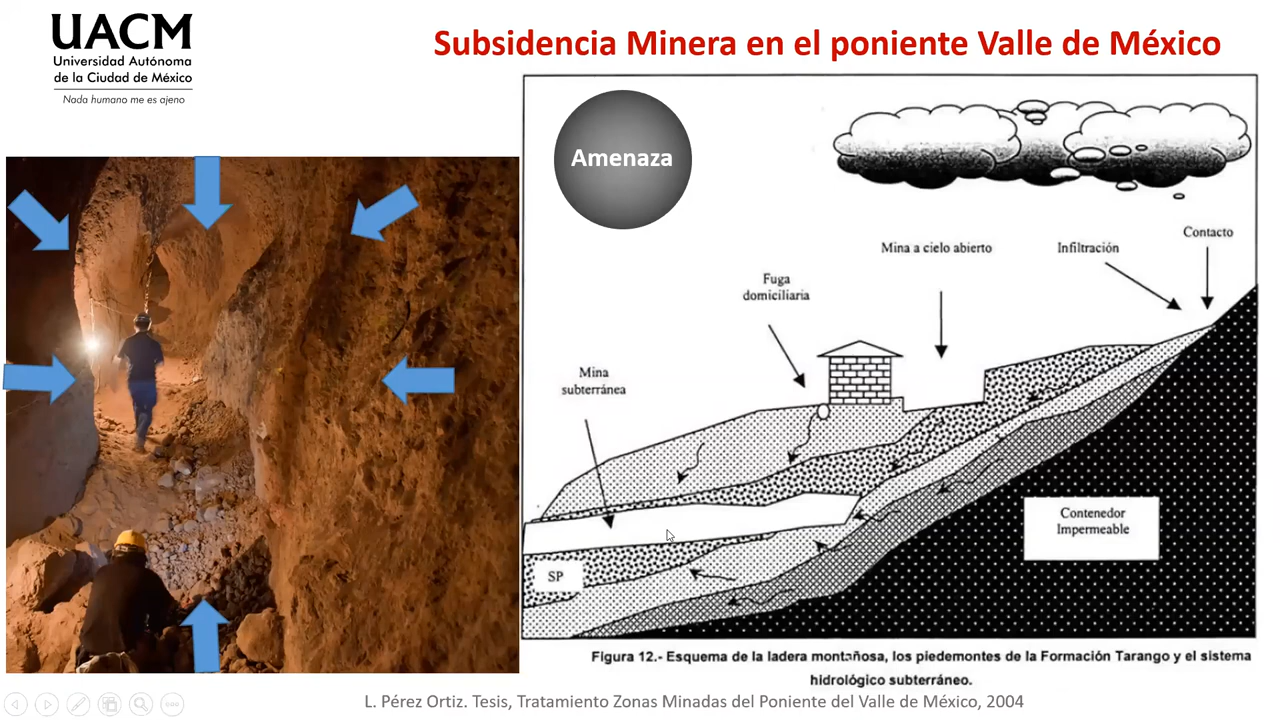 UACM
Universidad Autónoma
de la Ciudad de México
Nada humano me es ajeno
Subsidencia Minera en el poniente Valle de México
Amenaza
Contacto
Mina a cielo abierto
Infiltración
Fuga
domiciliaria
Mina
subterránea
Contenedor
Impermeable
SP
Figura 12.- Esquema de la ladera montañosa, los piedemontes de la Formación Tarango y el sistema
hidrológico subterráneo.
L. Pérez Ortiz. Tesis, Tratamiento Zonas Minadas del Poniente del Valle de México, 2004